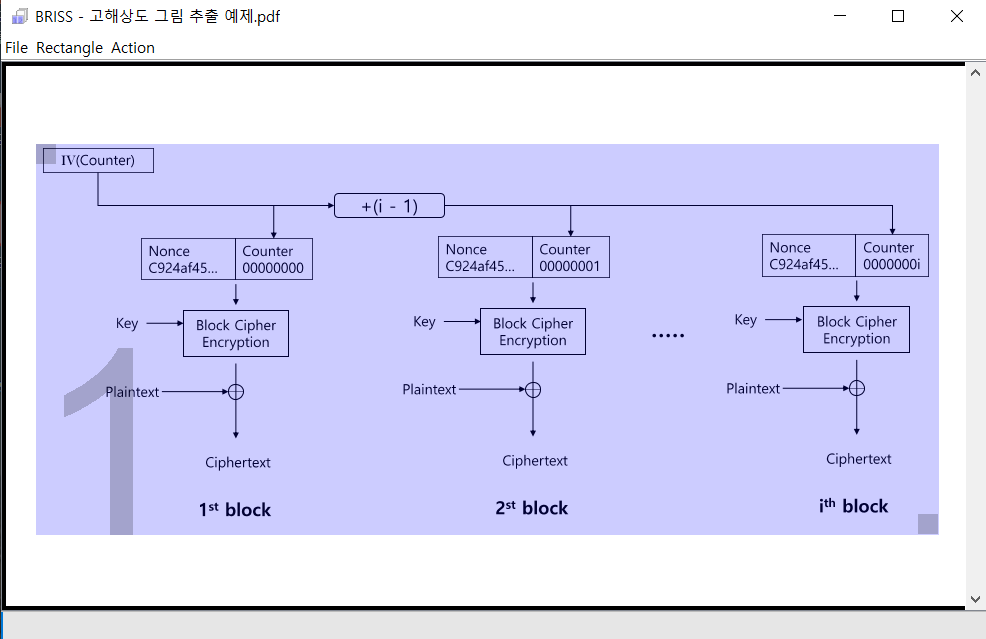 BRISS - 고해상도 그림 추출 예제.pdf
File Rectangle Action
IV(Counter)
+(i - 1)
Nonce
C924af45...
Counter
00000000
Nonce
C924af45...
Counter
00000001
Nonce
C924af45...
Counter
0000000i
Key
Block Cipher
Encryption
Key
Block Cipher
Encryption
.....
Key
Block Cipher
Encryption
Plaintext
Plaintext
Plaintext
Ciphertext
Ciphertext
Ciphertext
1st block
2st block
ith block
1